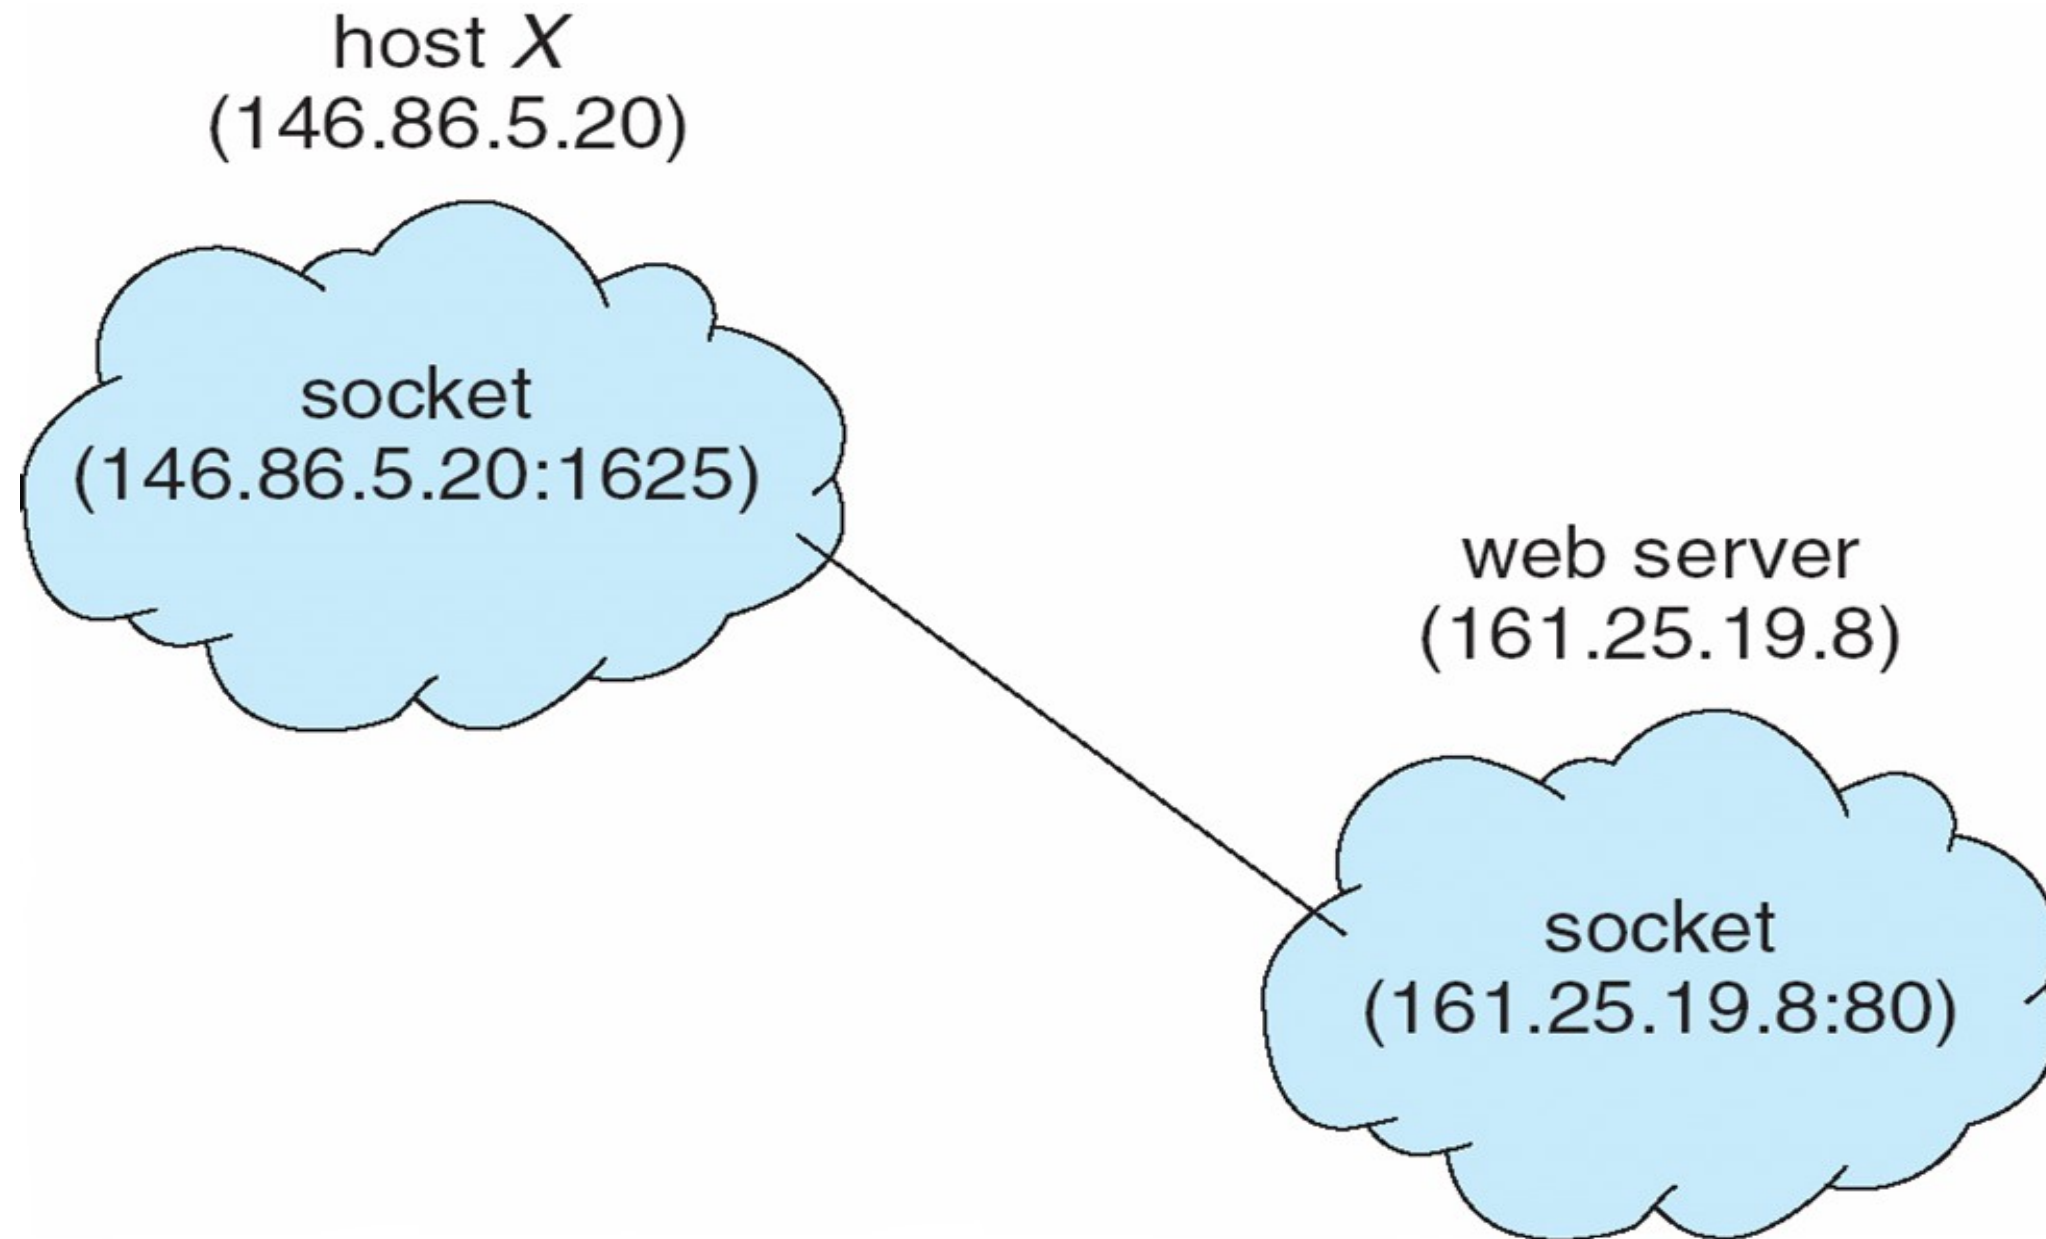 host X
(146.86.5.20)
socket
(146.86.5.20:1625)
web server
(161.25.19.8)
socket
(161.25.19.8:80)